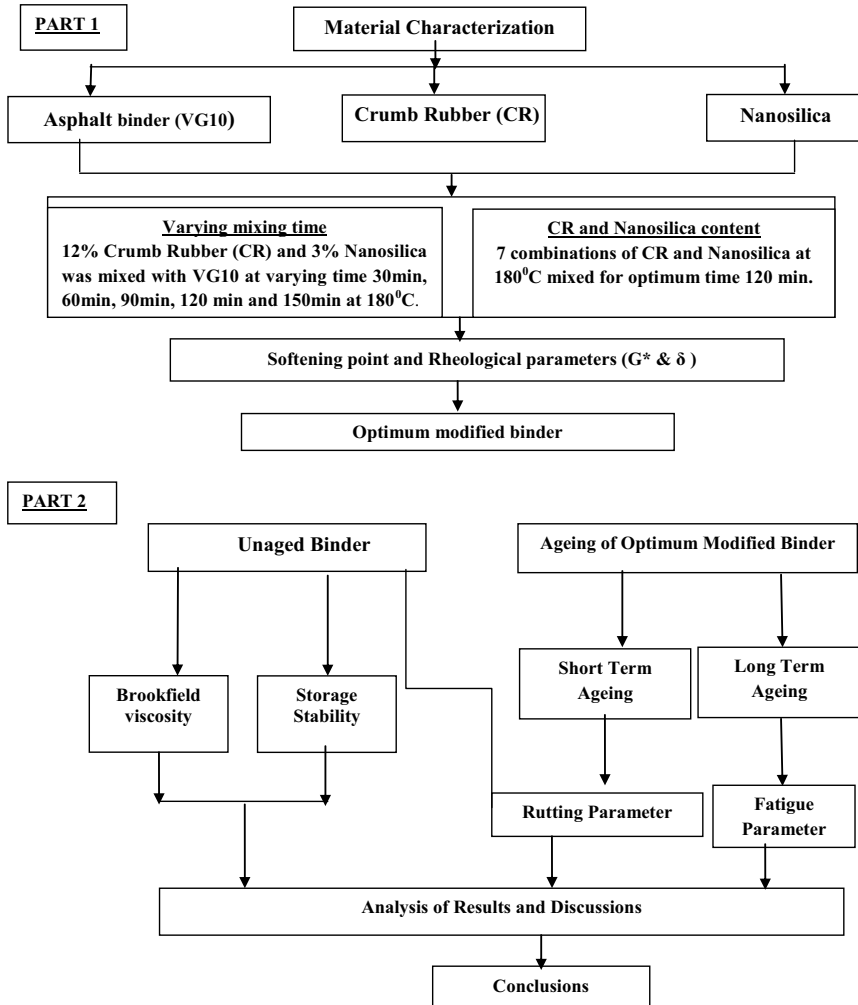 PART 1
Material Characterization
Asphalt binder (VG10)
Crumb Rubber (CR)
Nanosilica
Varying mixing time
12% Crumb Rubber (CR) and 3% Nanosilica
was mixed with VG10 at varying time 30min,
60min, 90min, 120 min and 150min at 180⁰C.
CR and Nanosilica content
7 combinations of CR and Nanosilica at
180⁰C mixed for optimum time 120 min.
Softening point and Rheological parameters (G* & δ )
Optimum modified binder
PART 2
Unaged Binder
Ageing of Optimum Modified Binder
Brookfield
viscosity
Storage
Stability
Short Term
Ageing
Long Term
Ageing
Rutting Parameter
Fatigue
Parameter
Analysis of Results and Discussions
Conclusions